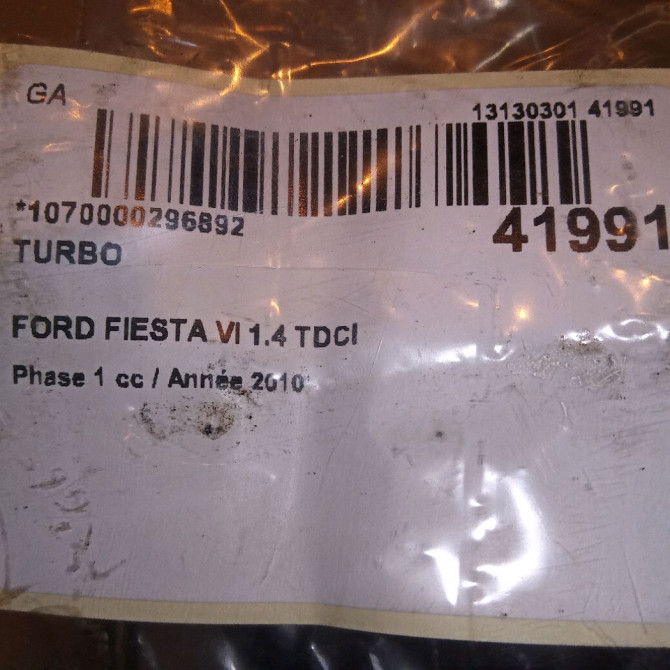 GA
13130301 41991
*1070000296892
41991
TURBO
FORD FIESTA VI 1.4 TDCI
Phase 1 cc / Année 2010